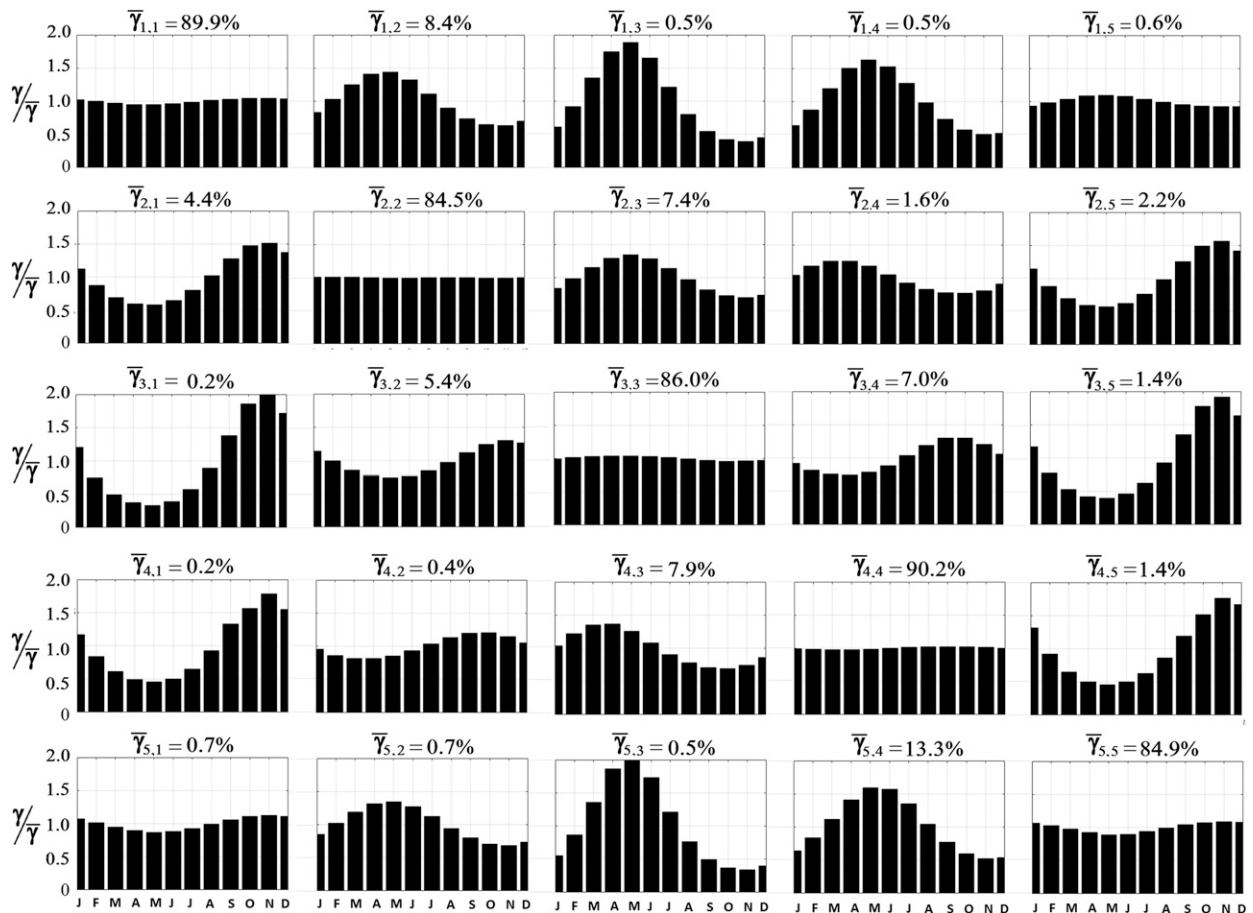 γ̅1,1 = 89.9% γ̅1,2 = 8.4% γ̅1,3 = 0.5% γ̅1,4 = 0.5% γ̅1,5 = 0.6%
2.0
1.5
γ/γ̅ 1.0
0.5
0
γ̅2,1 = 4.4% γ̅2,2 = 84.5% γ̅2,3 = 7.4% γ̅2,4 = 1.6% γ̅2,5 = 2.2%
2.0
1.5
γ/γ̅ 1.0
0.5
0
γ̅3,1 = 0.2% γ̅3,2 = 5.4% γ̅3,3 = 86.0% γ̅3,4 = 7.0% γ̅3,5 = 1.4%
2.0
1.5
γ/γ̅ 1.0
0.5
0
γ̅4,1 = 0.2% γ̅4,2 = 0.4% γ̅4,3 = 7.9% γ̅4,4 = 90.2% γ̅4,5 = 1.4%
2.0
1.5
γ/γ̅ 1.0
0.5
0
γ̅5,1 = 0.7% γ̅5,2 = 0.7% γ̅5,3 = 0.5% γ̅5,4 = 13.3% γ̅5,5 = 84.9%
2.0
1.5
γ/γ̅ 1.0
0.5
0
J F M A M J J A S O N D J F M A M J J A S O N D J F M A M J J A S O N D J F M A M J J A S O N D J F M A M J J A S O N D